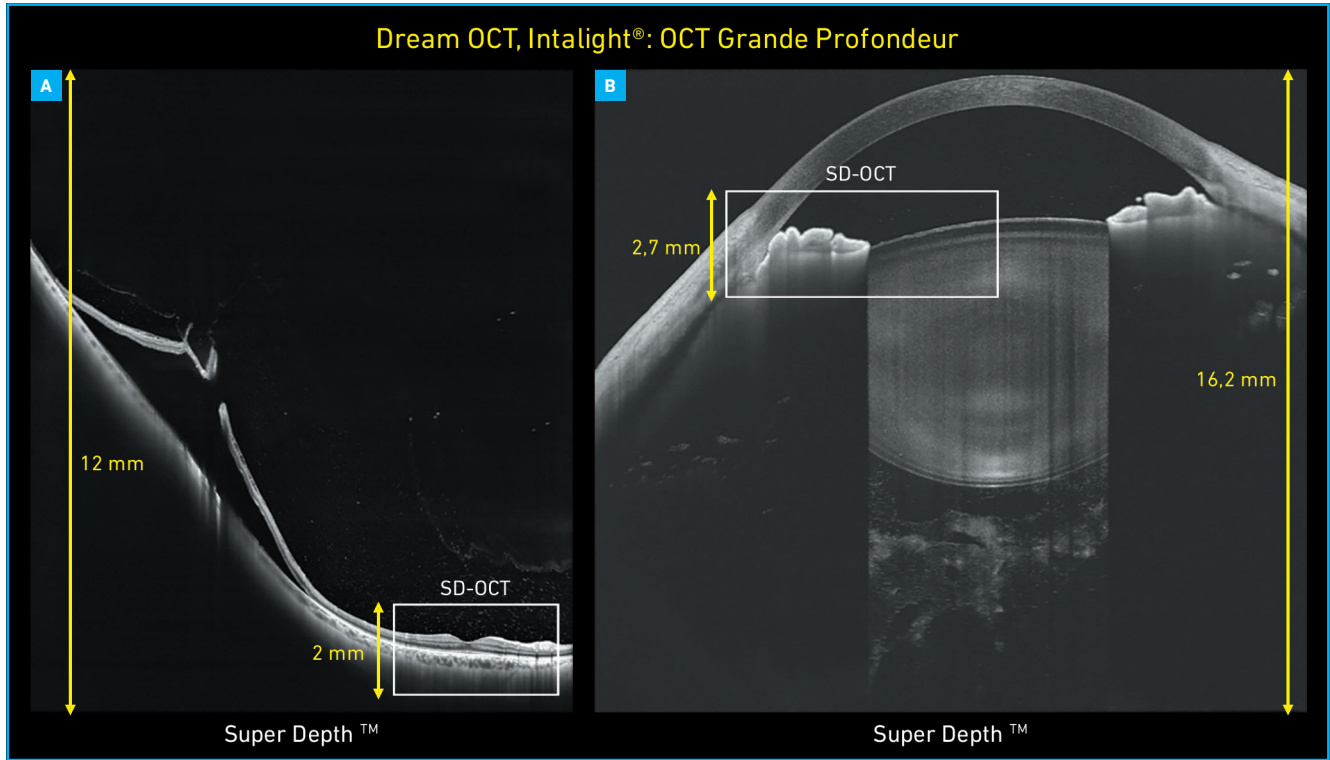 Dream OCT, Intalight®: OCT Grande Profondeur
A
12 mm
SD-OCT
2 mm
Super Depth ™
B
SD-OCT
2,7 mm
16,2 mm
Super Depth ™